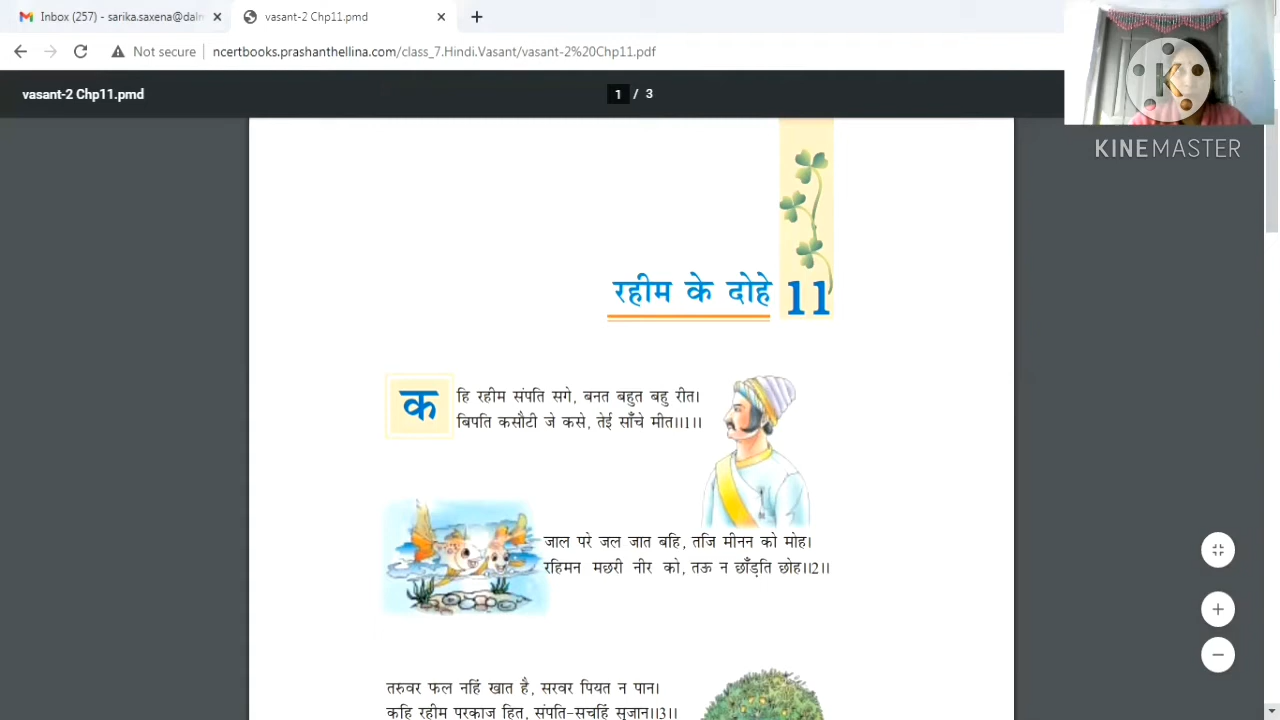 Inbox (257) - sarika.saxena@daln
vasant-2 Chp11.pmd
Not secure
ncertbooks.prashanthellina.com/class_7.Hindi.Vasant/vasant-2%20Chp11.pdf
vasant-2 Chp11.pmd
1 / 3
K
KINEMASTER
रहीम के दोहे 11
कहि रहीम संपति सगे, बनत बहुत बहु रीत।
बिपति कसौटी जे कसे, तेई साँचे मीत।।1।।
जाल परे जल जात बहि, तजि मीनन को मोह।
रहिमन मछरी नीर को, तऊ न छाँड़ति छोह।।2।।
तरुवर फल नहिं खात है, सरवर पियत न पान।
कहि रहीम परकाज हित, संपति-सचहिं सुजान।।3।।